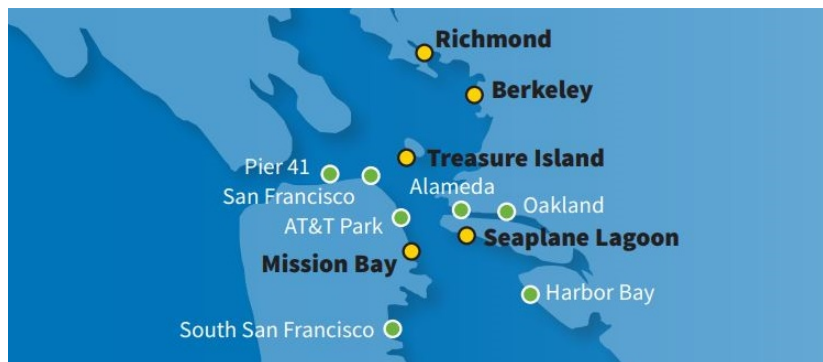 Richmond
Berkeley
Treasure Island
Pier 41
San Francisco
Alameda
Oakland
AT&T Park
Seaplane Lagoon
Mission Bay
Harbor Bay
South San Francisco